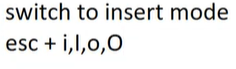 switch to insert mode
esc + i,I,o,O